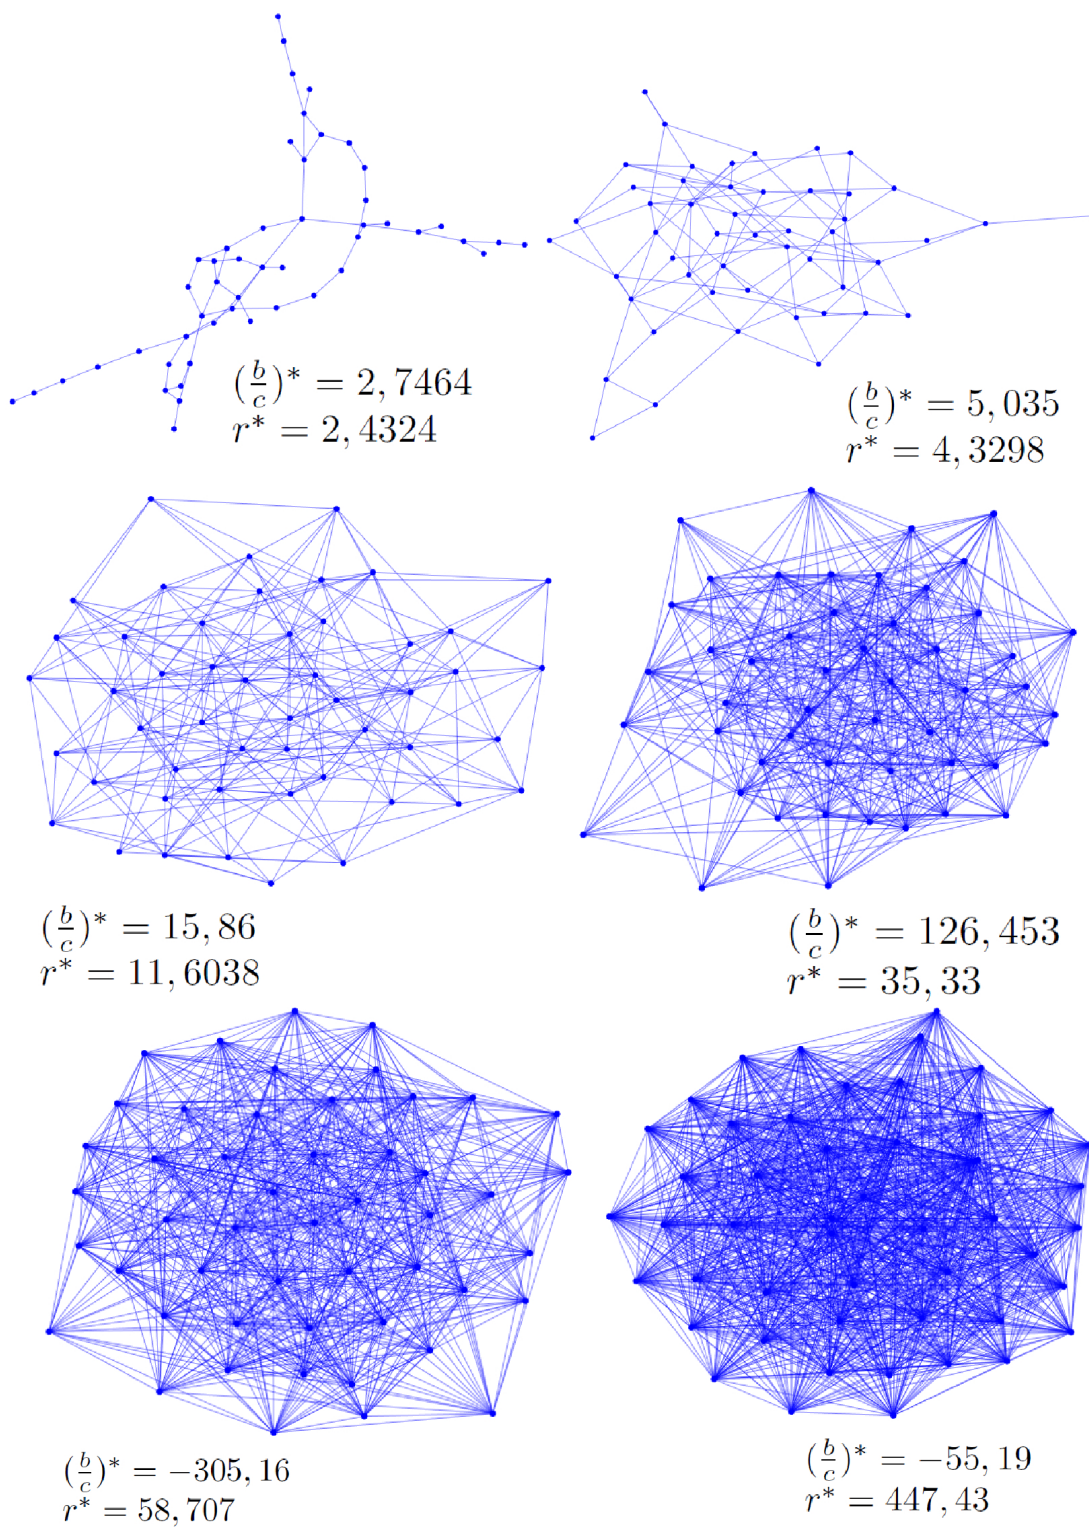 (b/c)* = 2,7464
r* = 2,4324
(b/c)* = 5,035
r* = 4,3298
(b/c)* = 15,86
r* = 11,6038
(b/c)* = 126,453
r* = 35,33
(b/c)* = −305,16
r* = 58,707
(b/c)* = −55,19
r* = 447,43